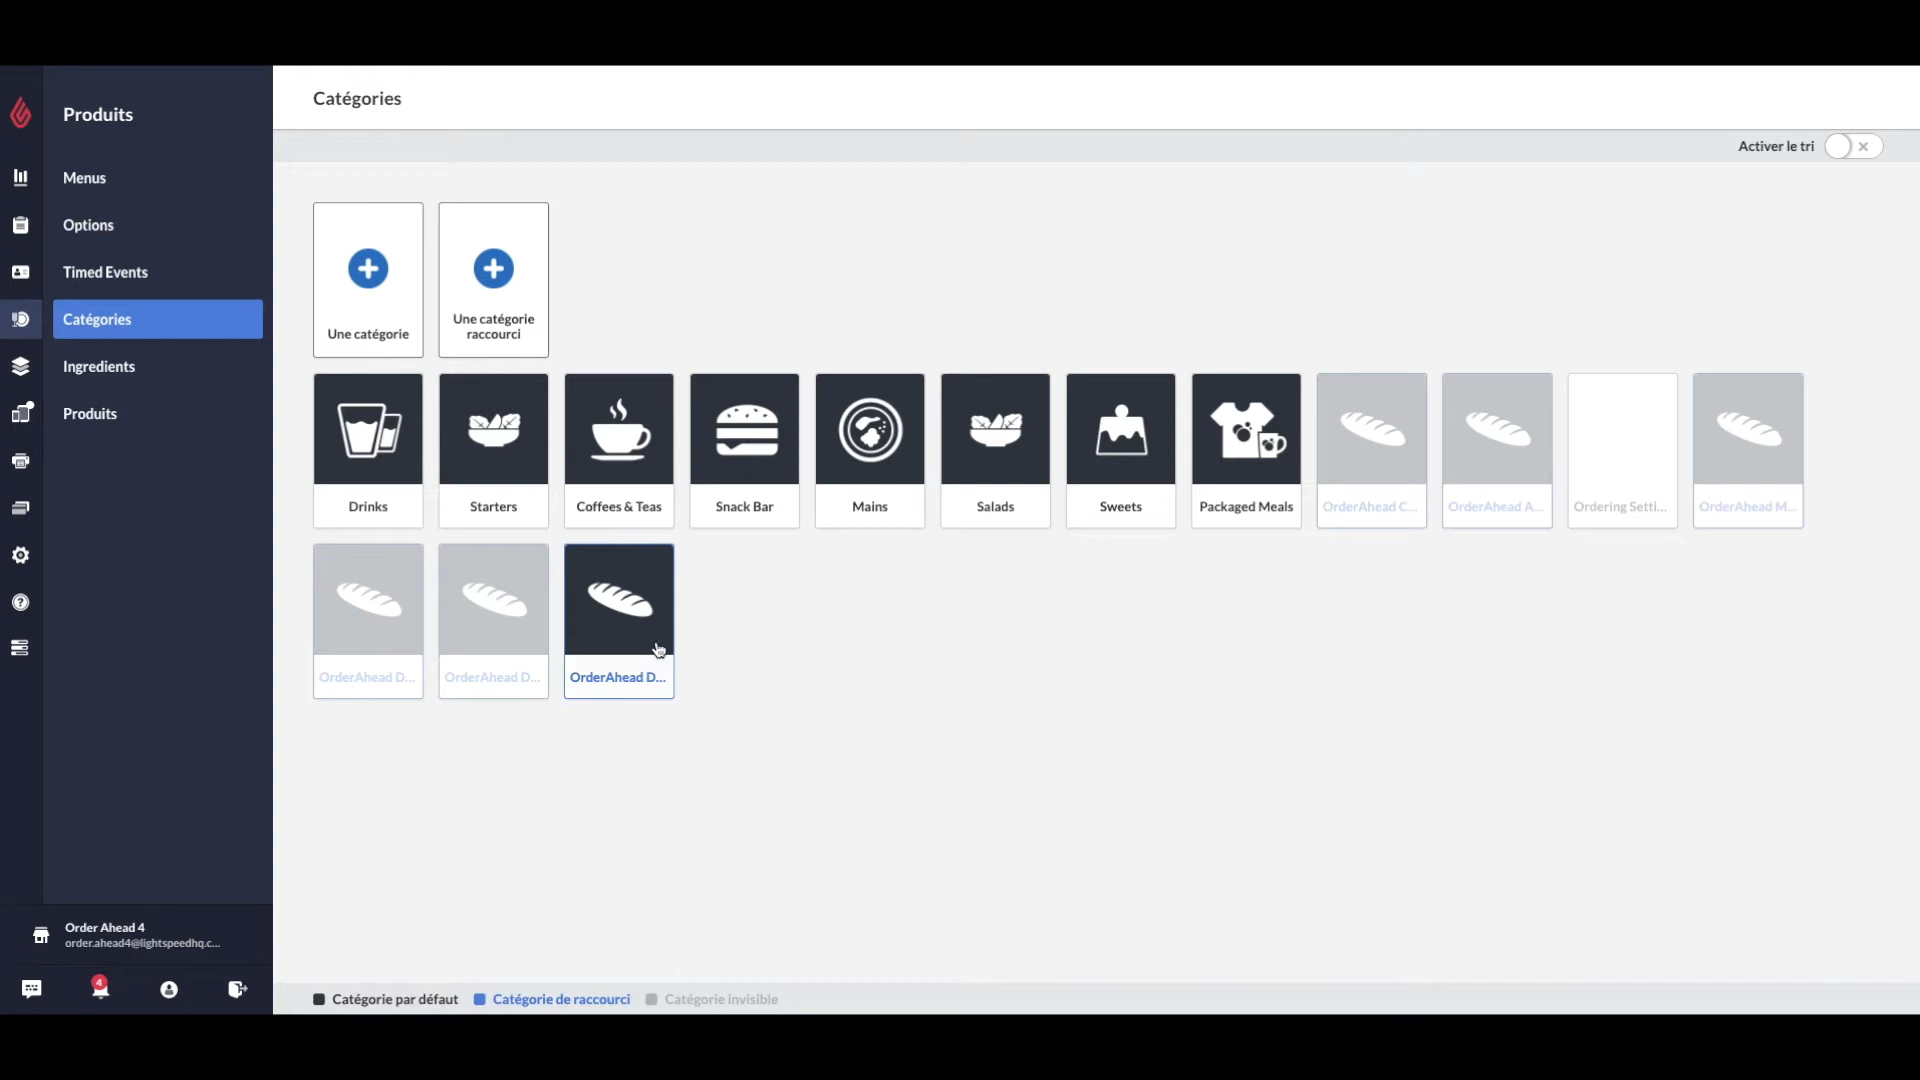 Produits
Menus
Options
Timed Events
Catégories
Ingredients
Produits
Order Ahead 4
order.ahead4@lightspeedhq.c...
4
Catégories
Activer le tri
Une catégorie
Une catégorie
raccourci
Drinks
Starters
Coffees & Teas
Snack Bar
Mains
Salads
Sweets
Packaged Meals
OrderAhead C...
OrderAhead A...
Ordering Setti...
OrderAhead M...
OrderAhead D...
OrderAhead D...
OrderAhead D...
Catégorie par défaut
Catégorie de raccourci
Catégorie invisible